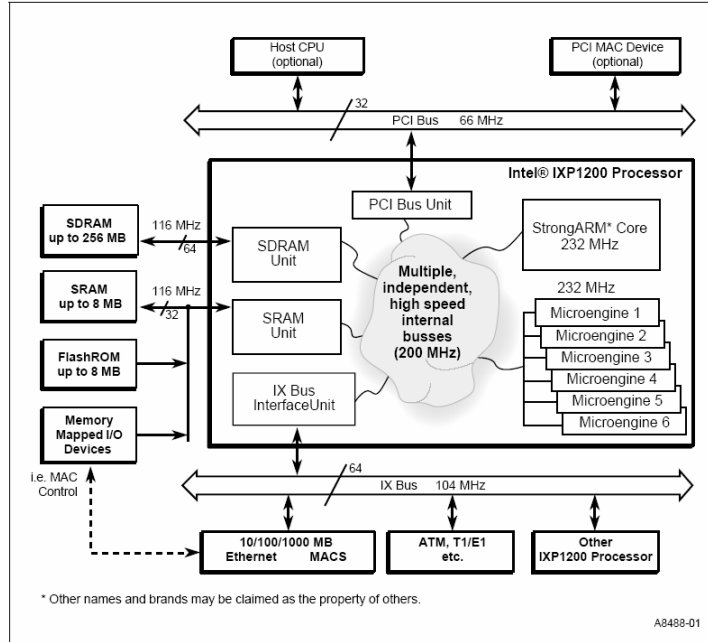 Host CPU
(optional)
PCI MAC Device
(optional)
32
PCI Bus 66 MHz
Intel® IXP1200 Processor
PCI Bus Unit
SDRAM
up to 256 MB
116 MHz
64
SDRAM
Unit
StrongARM* Core
232 MHz
Multiple,
independent,
high speed
internal
busses
(200 MHz)
SRAM
up to 8 MB
116 MHz
32
SRAM
Unit
232 MHz
Microengine 1
Microengine 2
Microengine 3
Microengine 4
Microengine 5
Microengine 6
FlashROM
up to 8 MB
IX Bus
InterfaceUnit
Memory
Mapped I/O
Devices
i.e. MAC
Control
64
IX Bus 104 MHz
10/100/1000 MB
Ethernet MACS
ATM, T1/E1
etc.
Other
IXP1200 Processor
* Other names and brands may be claimed as the property of others.
A8488-01